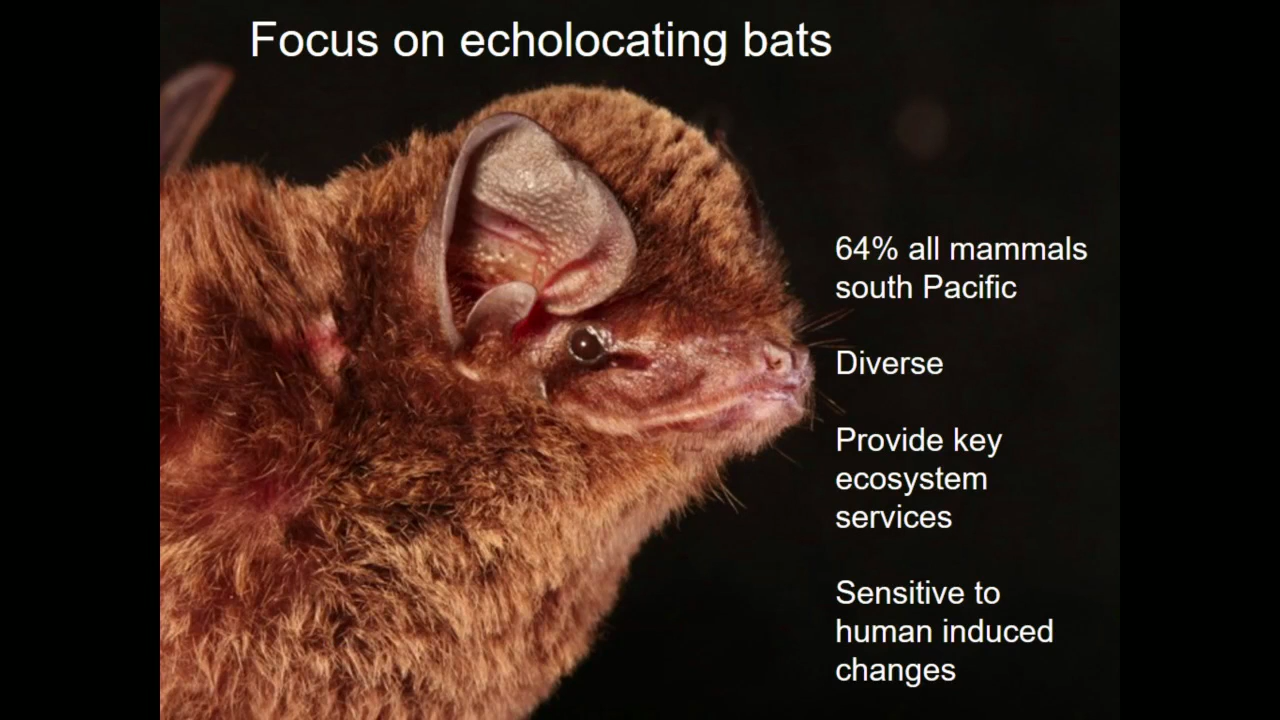 Focus on echolocating bats
64% all mammals
south Pacific
Diverse
Provide key
ecosystem
services
Sensitive to
human induced
changes